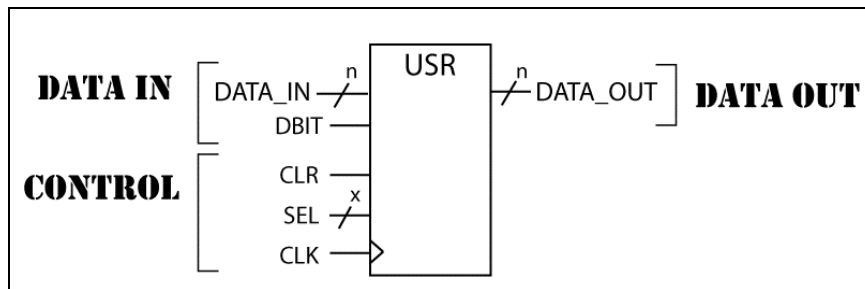 USR
DATA IN
DATA_IN
n
DBIT
n
DATA_OUT
DATA OUT
CONTROL
CLR
SEL
x
CLK